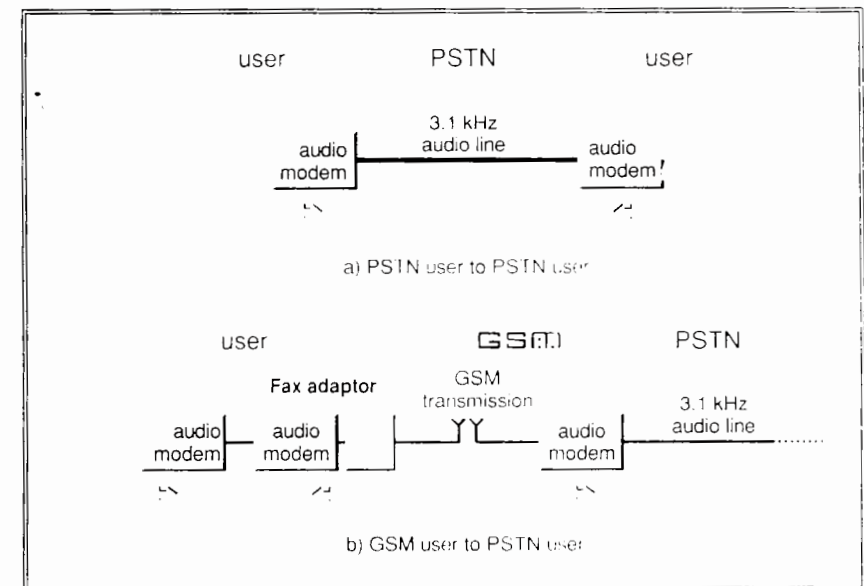 user PSTN user
3.1 kHz
audio line
audio
modem
audio
modem
a) PSTN user to PSTN user
user GSM PSTN
Fax adaptor
GSM
transmission
3.1 kHz
audio line
audio
modem
audio
modem
audio
modem
b) GSM user to PSTN user